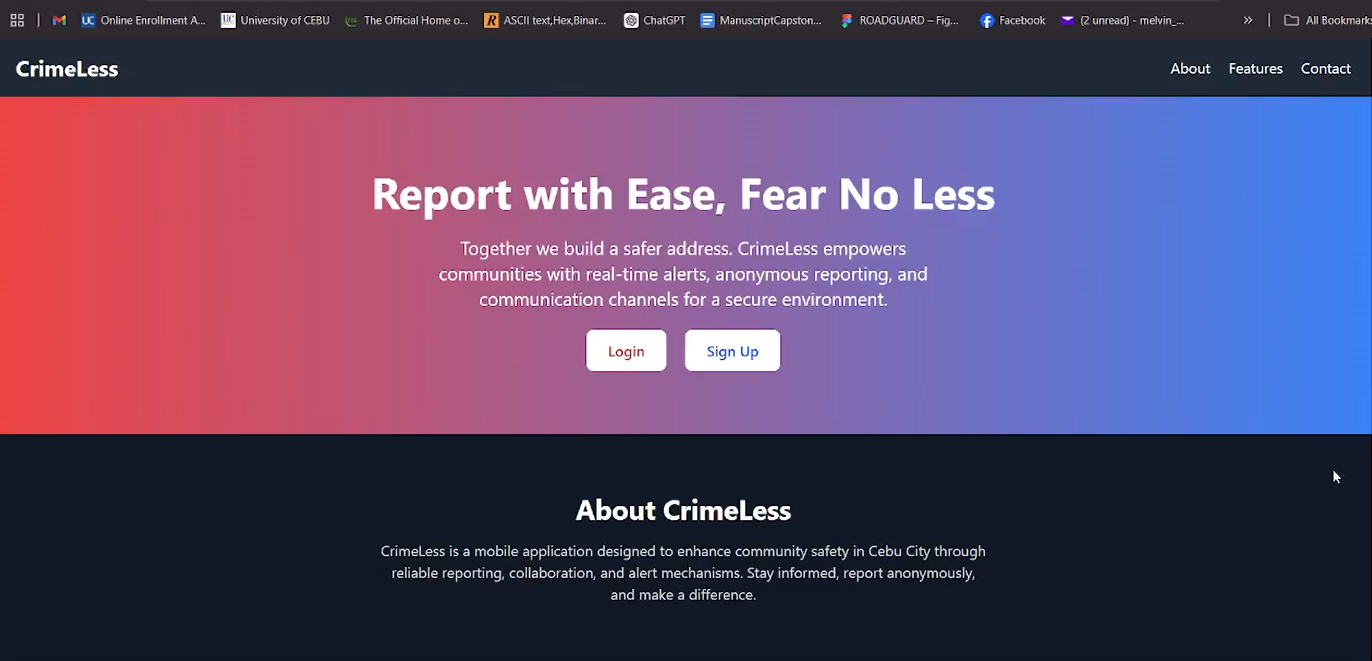 Online Enrollment A... University of CEBU The Official Home o... ASCII text,Hex,Binar... ChatGPT ManuscriptCapston... ROADGUARD – Fig... Facebook (2 unread) - melvin_... » All Bookmarks
CrimeLess About Features Contact
Report with Ease, Fear No Less
Together we build a safer address. CrimeLess empowers
communities with real-time alerts, anonymous reporting, and
communication channels for a secure environment.
Login Sign Up
About CrimeLess
CrimeLess is a mobile application designed to enhance community safety in Cebu City through
reliable reporting, collaboration, and alert mechanisms. Stay informed, report anonymously,
and make a difference.